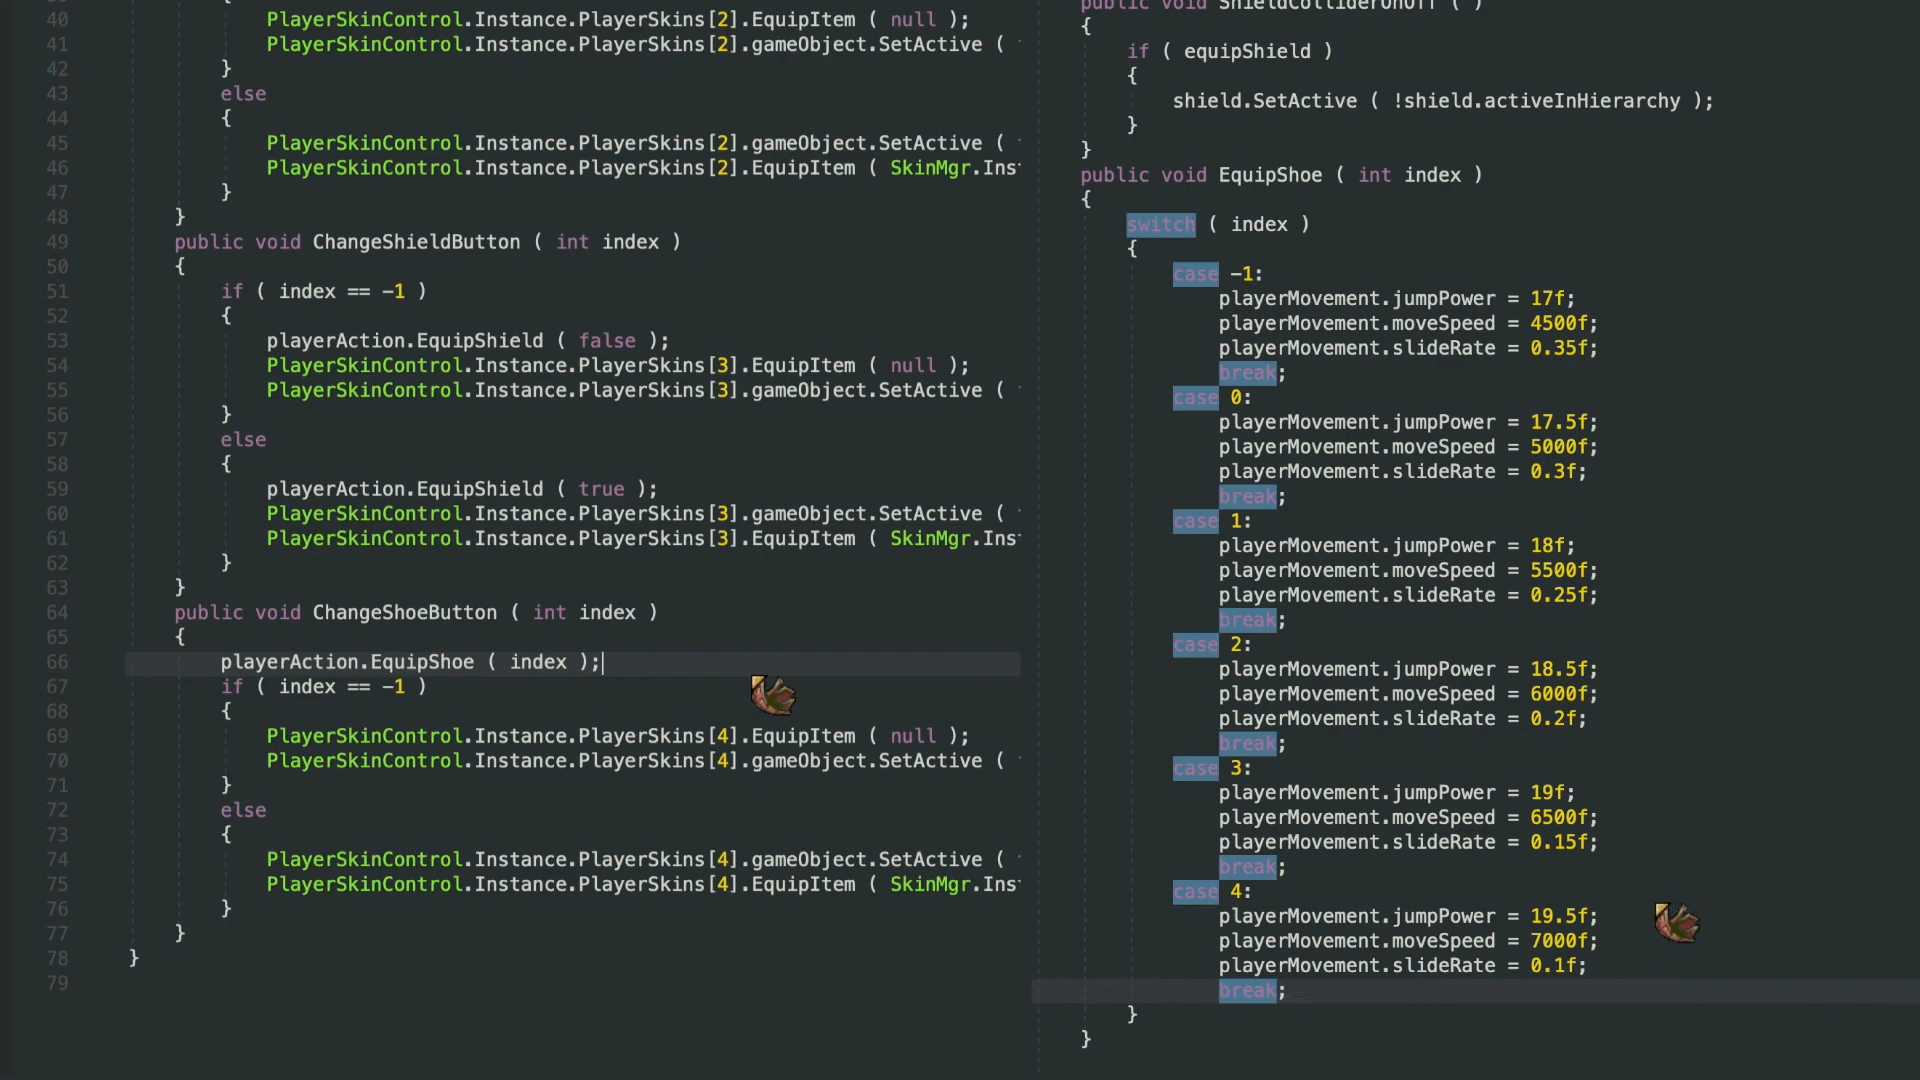 40 PlayerSkinControl.Instance.PlayerSkins[2].EquipItem ( null );
41 PlayerSkinControl.Instance.PlayerSkins[2].gameObject.SetActive (
42 }
43 else
44 {
45 PlayerSkinControl.Instance.PlayerSkins[2].gameObject.SetActive (
46 PlayerSkinControl.Instance.PlayerSkins[2].EquipItem ( SkinMgr.Ins
47 }
48 }
49 public void ChangeShieldButton ( int index )
50 {
51 if ( index == -1 )
52 {
53 playerAction.EquipShield ( false );
54 PlayerSkinControl.Instance.PlayerSkins[3].EquipItem ( null );
55 PlayerSkinControl.Instance.PlayerSkins[3].gameObject.SetActive (
56 }
57 else
58 {
59 playerAction.EquipShield ( true );
60 PlayerSkinControl.Instance.PlayerSkins[3].gameObject.SetActive (
61 PlayerSkinControl.Instance.PlayerSkins[3].EquipItem ( SkinMgr.Ins
62 }
63 }
64 public void ChangeShoeButton ( int index )
65 {
66 playerAction.EquipShoe ( index );
67 if ( index == -1 )
68 {
69 PlayerSkinControl.Instance.PlayerSkins[4].EquipItem ( null );
70 PlayerSkinControl.Instance.PlayerSkins[4].gameObject.SetActive (
71 }
72 else
73 {
74 PlayerSkinControl.Instance.PlayerSkins[4].gameObject.SetActive (
75 PlayerSkinControl.Instance.PlayerSkins[4].EquipItem ( SkinMgr.Ins
76 }
77 }
78 }
79
public void ShieldColliderOnOff ( )
{
if ( equipShield )
{
shield.SetActive ( !shield.activeInHierarchy );
}
}
public void EquipShoe ( int index )
{
switch ( index )
{
case -1:
playerMovement.jumpPower = 17f;
playerMovement.moveSpeed = 4500f;
playerMovement.slideRate = 0.35f;
break;
case 0:
playerMovement.jumpPower = 17.5f;
playerMovement.moveSpeed = 5000f;
playerMovement.slideRate = 0.3f;
break;
case 1:
playerMovement.jumpPower = 18f;
playerMovement.moveSpeed = 5500f;
playerMovement.slideRate = 0.25f;
break;
case 2:
playerMovement.jumpPower = 18.5f;
playerMovement.moveSpeed = 6000f;
playerMovement.slideRate = 0.2f;
break;
case 3:
playerMovement.jumpPower = 19f;
playerMovement.moveSpeed = 6500f;
playerMovement.slideRate = 0.15f;
break;
case 4:
playerMovement.jumpPower = 19.5f;
playerMovement.moveSpeed = 7000f;
playerMovement.slideRate = 0.1f;
break;
}
}